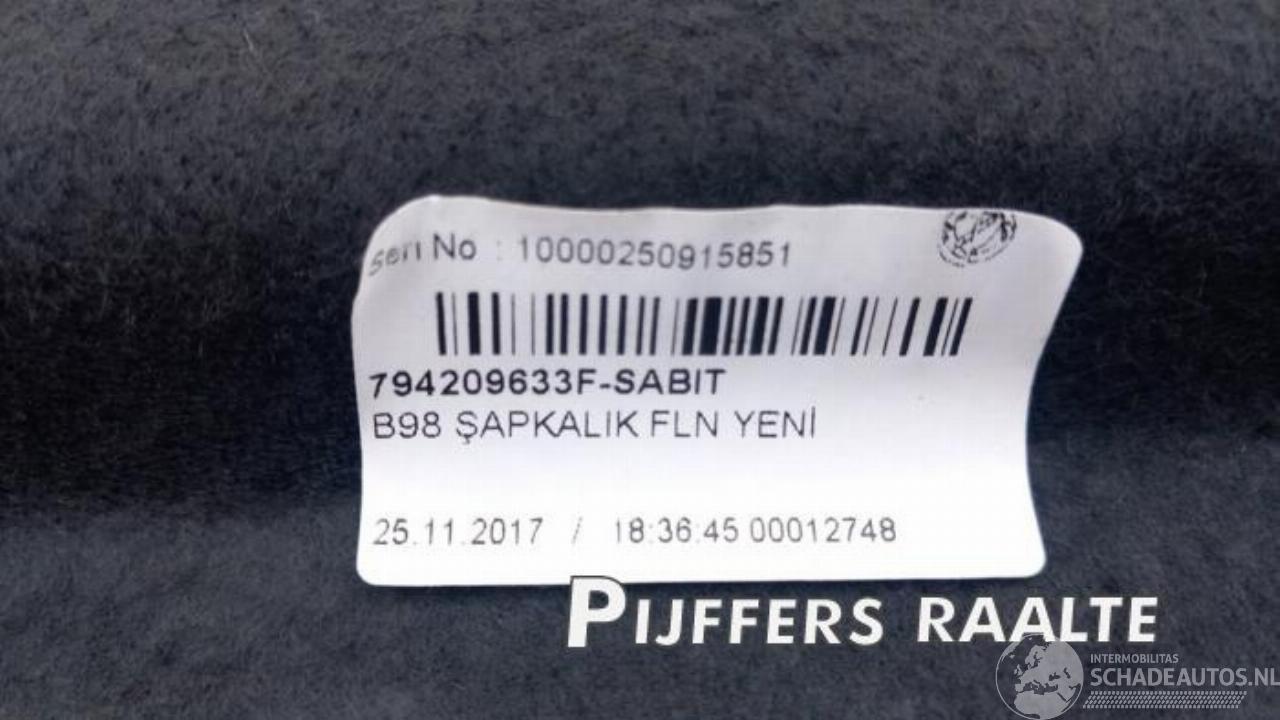 Seri No : 10000250915851
794209633F-SABIT
B98 ŞAPKALIK FLN YENİ
25.11.2017 / 18:36:45 00012748
PIJFFERS RAALTE
INTERMOBILITAS
SCHADEAUTOS.NL